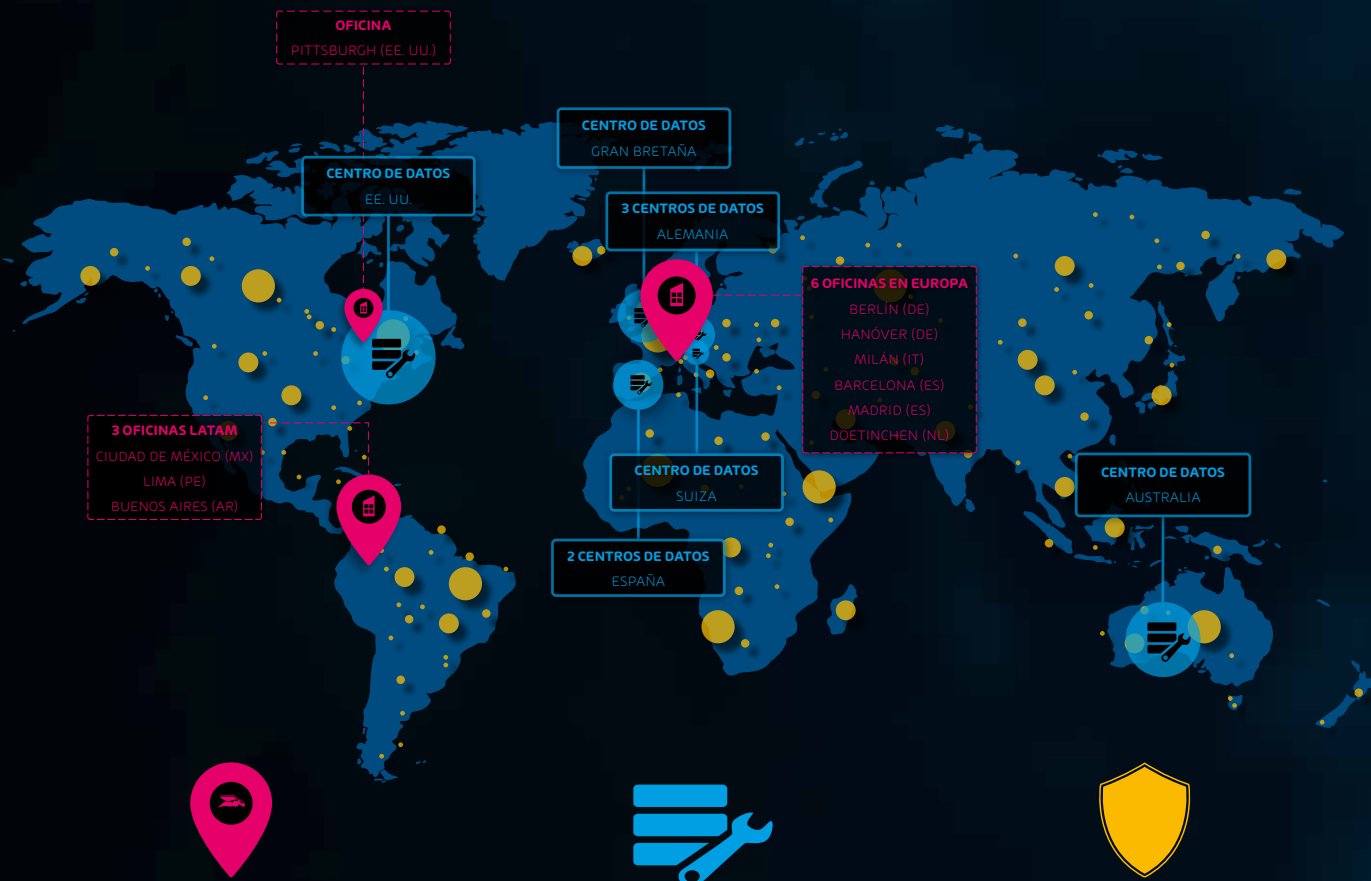 OFICINA
PITTSBURGH (EE. UU.)
CENTRO DE DATOS
GRAN BRETAÑA
CENTRO DE DATOS
EE. UU.
3 CENTROS DE DATOS
ALEMANIA
6 OFICINAS EN EUROPA
BERLÍN (DE)
HANÓVER (DE)
MILÁN (IT)
BARCELONA (ES)
MADRID (ES)
DOETINCHEN (NL)
3 OFICINAS LATAM
CIUDAD DE MÉXICO (MX)
LIMA (PE)
BUENOS AIRES (AR)
CENTRO DE DATOS
SUIZA
CENTRO DE DATOS
AUSTRALIA
2 CENTROS DE DATOS
ESPAÑA